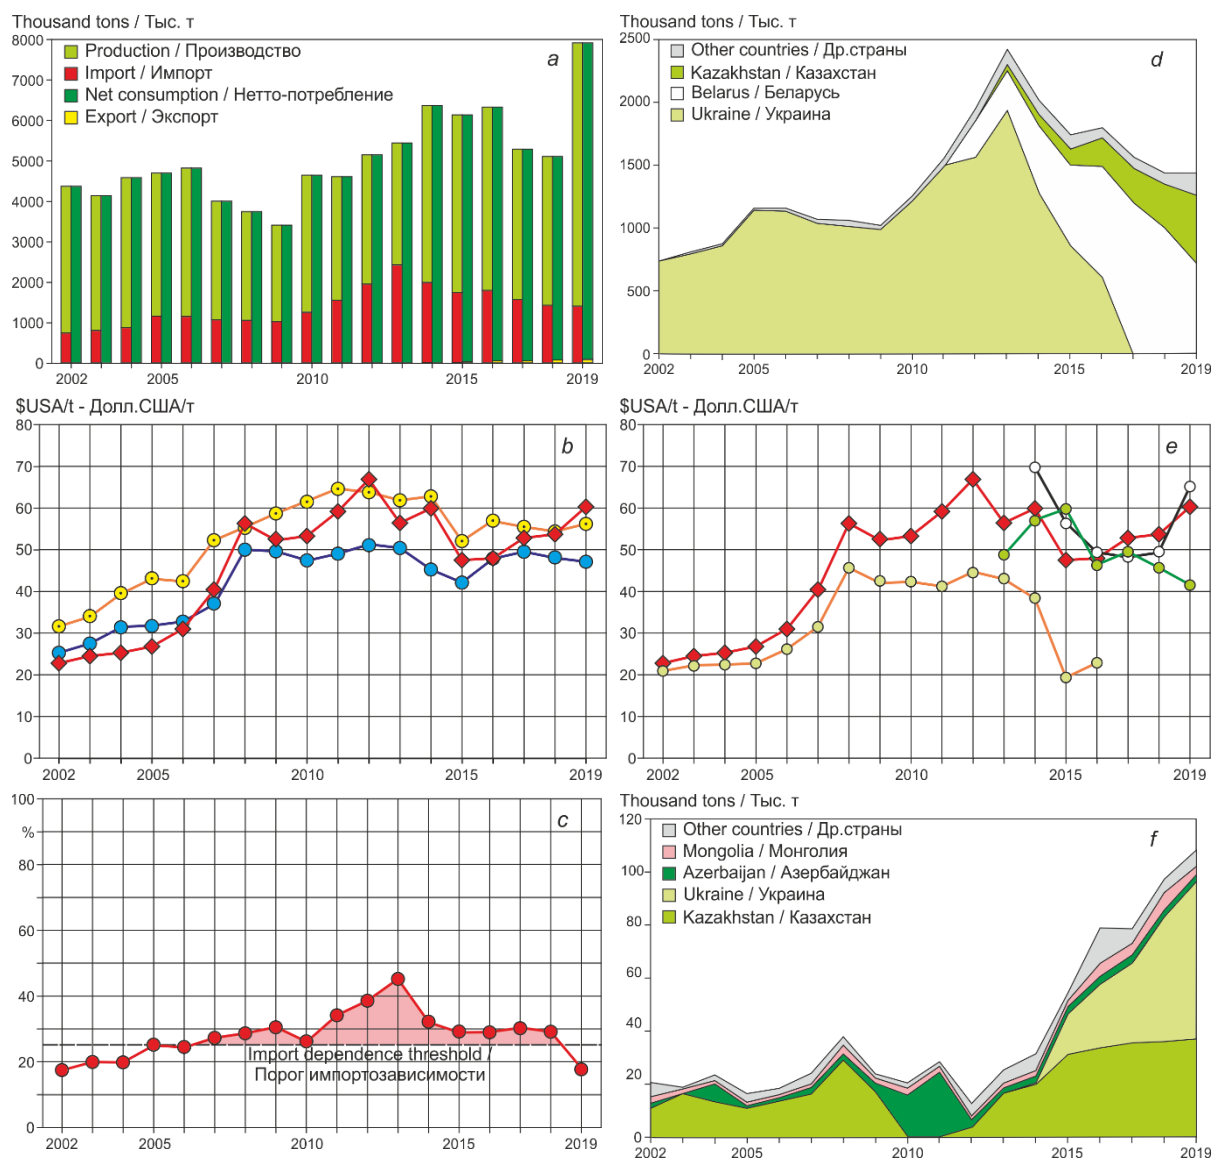 Thousand tons / Тыс. т
8000
7000
6000
5000
4000
3000
2000
1000
0
Production / Производство
Import / Импорт
Net consumption / Нетто-потребление
Export / Экспорт
a
2002
2005
2010
2015
2019
Thousand tons / Тыс. т
2500
2000
1500
1000
500
0
Other countries / Др.страны
Kazakhstan / Казахстан
Belarus / Беларусь
Ukraine / Украина
d
2002
2005
2010
2015
2019
$USA/t - Долл.США/т
80
70
60
50
40
30
20
10
0
b
2002
2005
2010
2015
2019
$USA/t - Долл.США/т
80
70
60
50
40
30
20
10
0
e
2002
2005
2010
2015
2019
100
%
80
60
40
20
0
c
Import dependence threshold /
Порог импортозависимости
2002
2005
2010
2015
2019
Thousand tons / Тыс. т
120
100
80
60
40
20
0
Other countries / Др.страны
Mongolia / Монголия
Azerbaijan / Азербайджан
Ukraine / Украина
Kazakhstan / Казахстан
f
2002
2005
2010
2015
2019